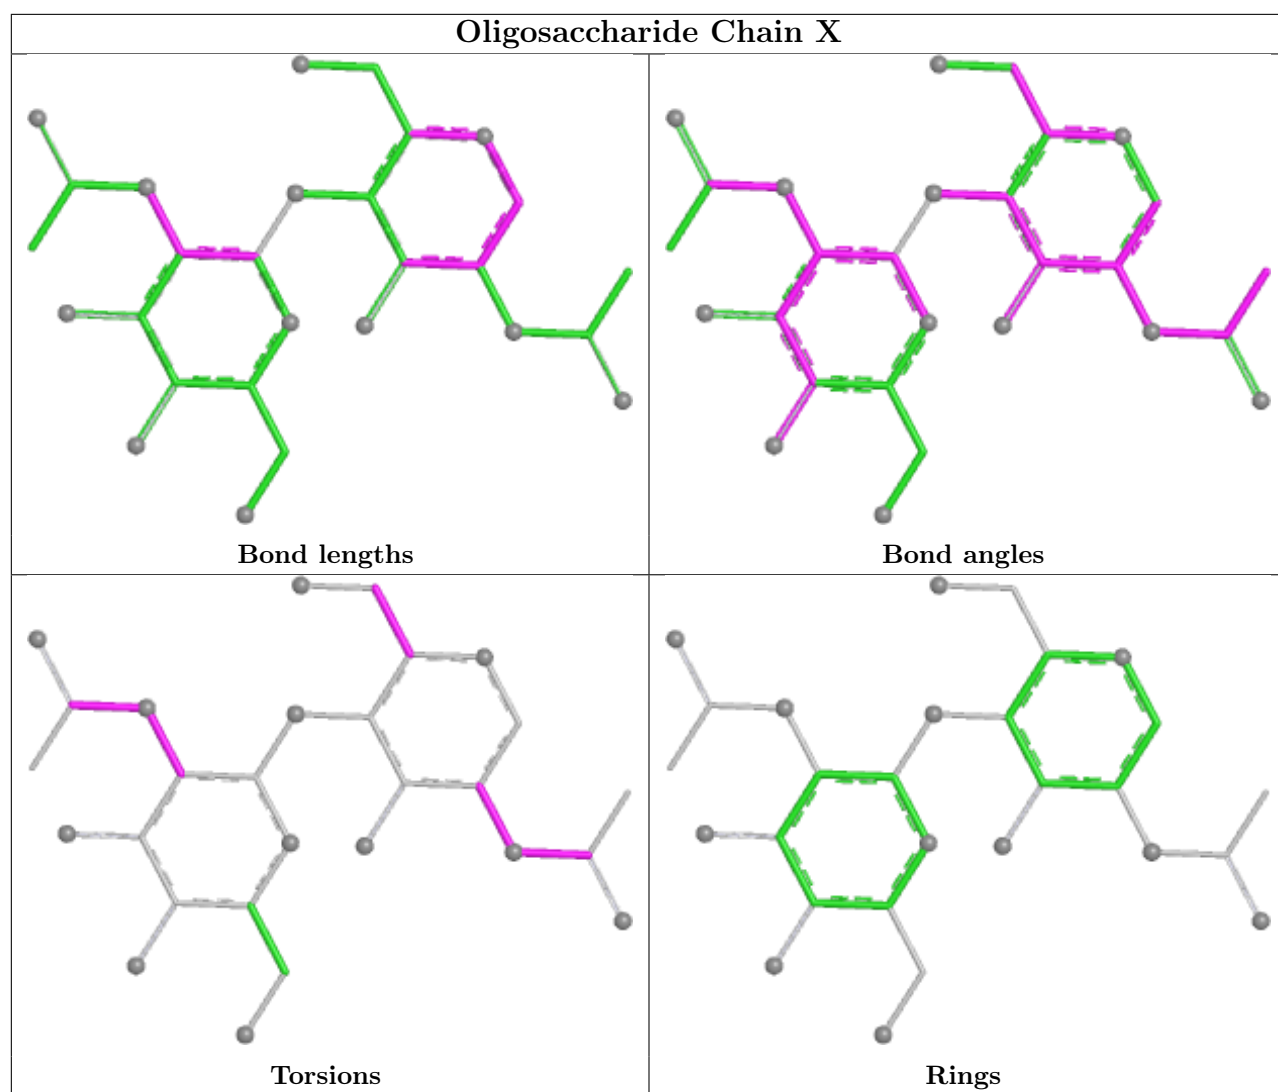 Oligosaccharide Chain X
Bond lengths
Bond angles
Torsions
Rings